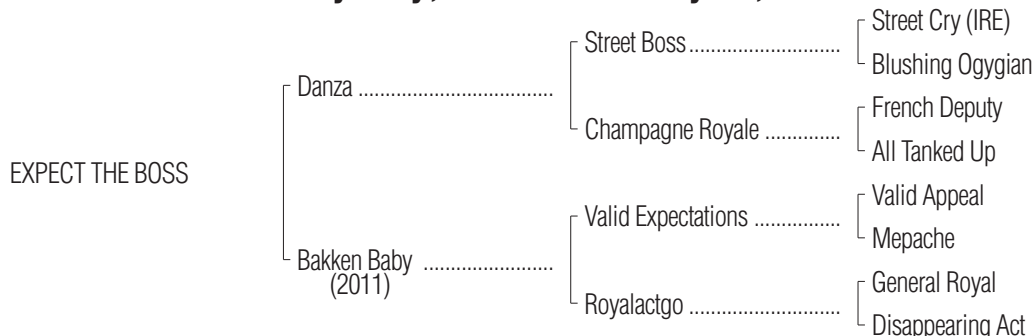 Street Cry (IRE)
Street Boss
Blushing Ogygian
Danza
French Deputy
Champagne Royale
All Tanked Up
EXPECT THE BOSS
Valid Appeal
Valid Expectations
Mepache
Bakken Baby
(2011)
General Royal
Royalactgo
Disappearing Act